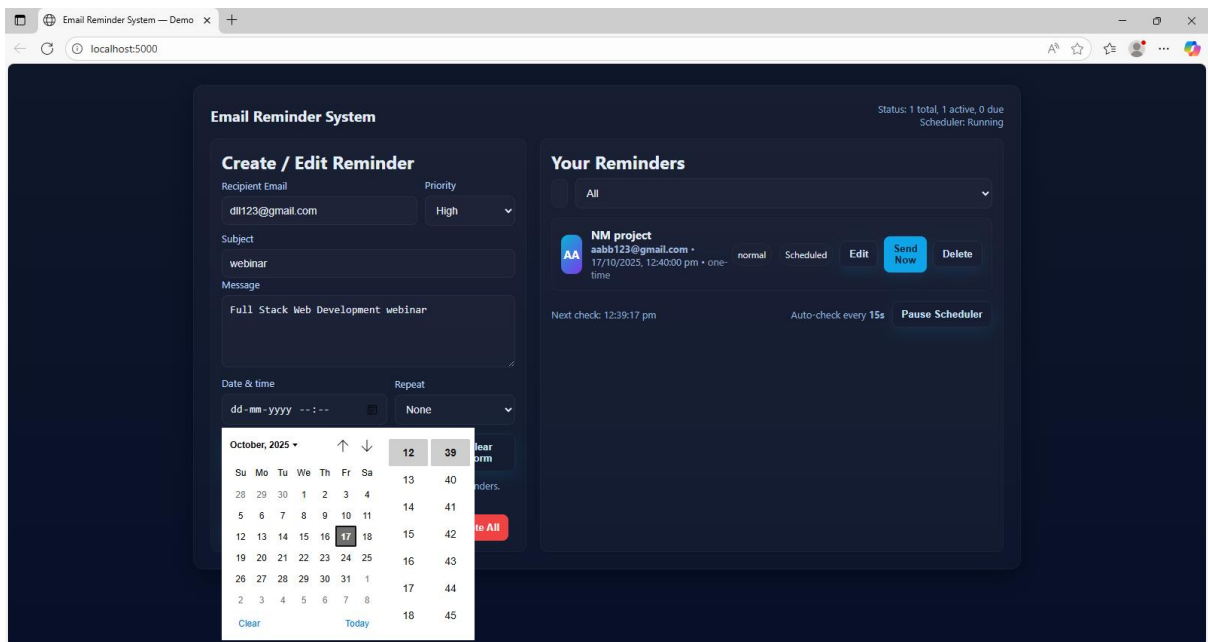 Email Reminder System — Demo
localhost:5000
Email Reminder System
Status: 1 total, 1 active, 0 due
Scheduler: Running
Create / Edit Reminder
Recipient Email
Priority
dll123@gmail.com
High
Subject
webinar
Message
Full Stack Web Development webinar
Date & time
Repeat
dd-mm-yyyy --:--
None
lear
orm
nders.
te All
October, 2025
Su Mo Tu We Th Fr Sa
28 29 30 1 2 3 4
5 6 7 8 9 10 11
12 13 14 15 16 17 18
19 20 21 22 23 24 25
26 27 28 29 30 31 1
2 3 4 5 6 7 8
Clear Today
12 39
13 40
14 41
15 42
16 43
17 44
18 45
Your Reminders
All
AA
NM project
aabb123@gmail.com •
17/10/2025, 12:40:00 pm • one-
time
normal
Scheduled
Edit
Send
Now
Delete
Next check: 12:39:17 pm
Auto-check every 15s
Pause Scheduler